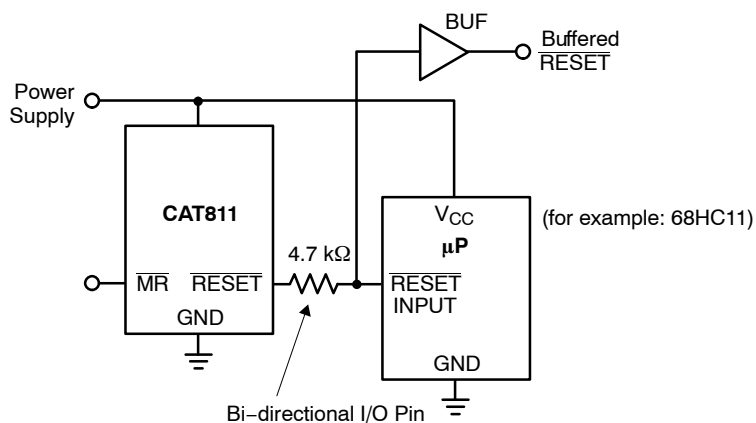 BUF
Buffered
RESET
Power
Supply
CAT811
VCC
(for example: 68HC11)
μP
4.7 kΩ
MR RESET
RESET
INPUT
GND
GND
Bi−directional I/O Pin